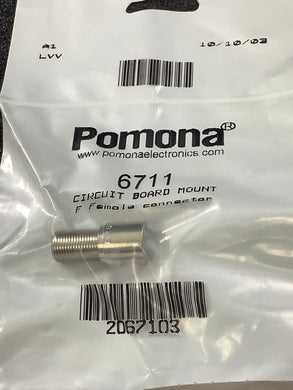 A1 10/10/03
LVV
Pomona®
www.pomonaelectronics.com
6711
CIRCUIT BOARD MOUNT
F Female connector
2067103